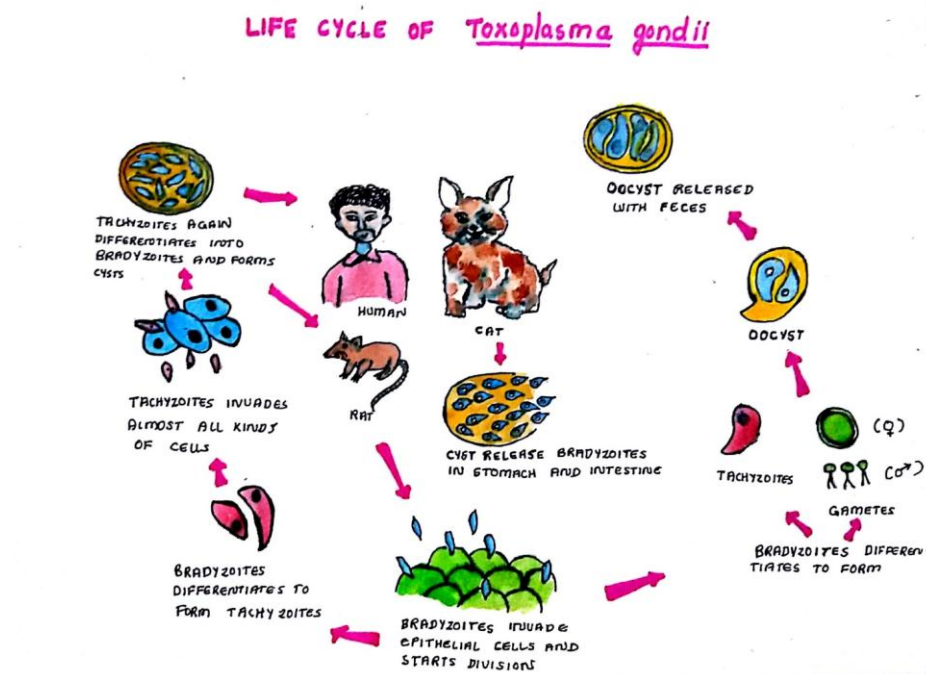 LIFE CYCLE OF Toxoplasma gondii
OOCYST RELEASED
WITH FECES
TACHYZOITES AGAIN
DIFFERENTIATES INTO
BRADYZOITES AND FORMS
CYSTS
HUMAN
CAT
OOCYST
RAT
TACHYZOITES INVADES
ALMOST ALL KINDS
OF CELLS
CYST RELEASE BRADYZOITES
IN STOMACH AND INTESTINE
TACHYZOITES
(♀)
(♂)
GAMETES
BRADYZOITES DIFFEREN
TIATES TO FORM
BRADYZOITES
DIFFERENTIATES TO
FORM TACHYZOITES
BRADYZOITES INVADE
EPITHELIAL CELLS AND
STARTS DIVISIONS